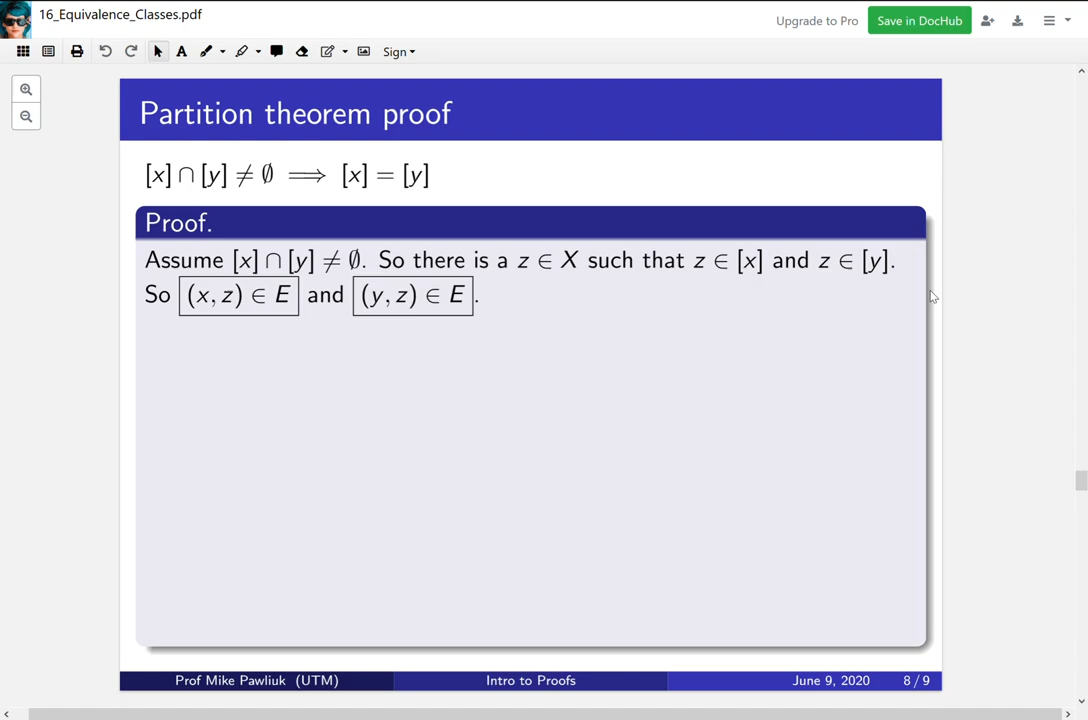 16_Equivalence_Classes.pdf
Upgrade to Pro
Save in DocHub
A
Sign
Partition theorem proof
[x] ∩ [y] ≠ ∅ ⟹ [x] = [y]
Proof.
Assume [x] ∩ [y] ≠ ∅. So there is a z ∈ X such that z ∈ [x] and z ∈ [y].
So (x, z) ∈ E and (y, z) ∈ E.
Prof Mike Pawliuk (UTM) Intro to Proofs June 9, 2020 8 / 9